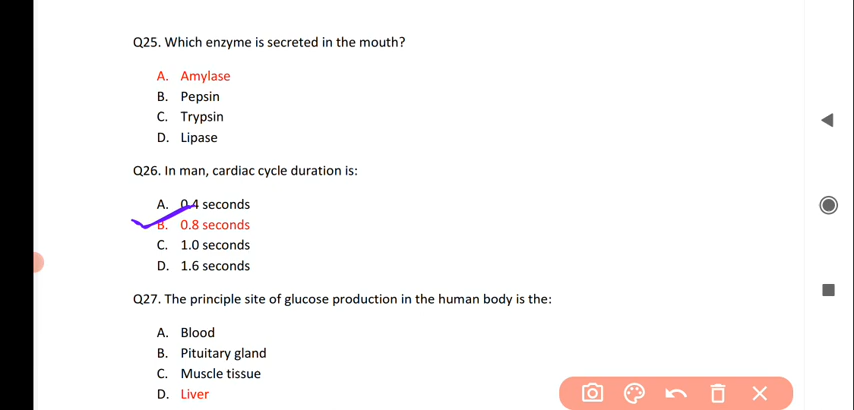 Q25. Which enzyme is secreted in the mouth?
A. Amylase
B. Pepsin
C. Trypsin
D. Lipase
Q26. In man, cardiac cycle duration is:
A. 0.4 seconds
B. 0.8 seconds
C. 1.0 seconds
D. 1.6 seconds
Q27. The principle site of glucose production in the human body is the:
A. Blood
B. Pituitary gland
C. Muscle tissue
D. Liver